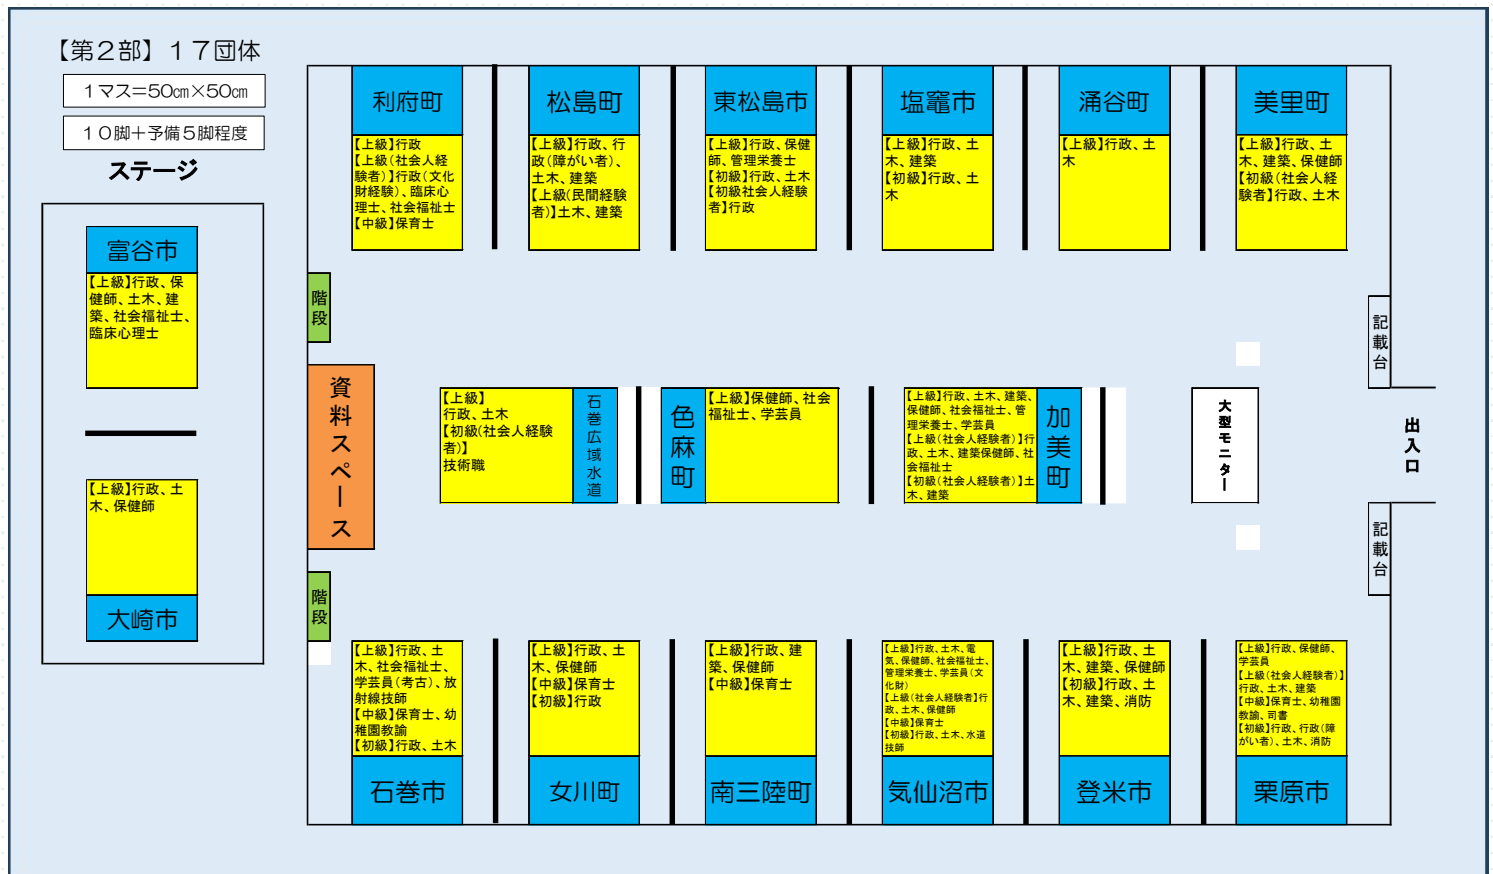 【第２部】１７団体
１マス＝50㎝×50㎝
１０脚＋予備５脚程度
ステージ
富谷市
【上級】行政、保
健師、土木、建
築、社会福祉士、
臨床心理士
【上級】行政、土
木、保健師
大崎市
利府町
【上級】行政
【上級(社会人経
験者)】行政(文化
財経験)、臨床心
理士、社会福祉士
【中級】保育士
松島町
【上級】行政、行
政(障がい者)、
土木、建築
【上級(民間経験
者)】土木、建築
東松島市
【上級】行政、保健
師、管理栄養士
【初級】行政、土木
【初級社会人経験
者】行政
塩竈市
【上級】行政、土
木、建築
【初級】行政、土
木
涌谷町
【上級】行政、土
木
美里町
【上級】行政、土
木、建築、保健師
【初級(社会人経
験者】行政、土木
階段
資料スペース
階段
【上級】
行政、土木
【初級(社会人経験
者)】
技術職
石巻広域水道
色麻町
【上級】保健師、社会
福祉士、学芸員
【上級】行政、土木、建築、
保健師、社会福祉士、管
理栄養士、学芸員
【上級(社会人経験者)】行
政、土木、建築保健師、社
会福祉士
【初級(社会人経験者)】土
木、建築
加美町
大型モニター
記載台
出入口
記載台
【上級】行政、土
木、社会福祉士、
学芸員(考古)、放
射線技師
【中級】保育士、幼
稚園教諭
【初級】行政、土木
石巻市
【上級】行政、土
木、保健師
【中級】保育士
【初級】行政
女川町
【上級】行政、建
築、保健師
【中級】保育士
南三陸町
【上級】行政、土木、電
気、保健師、社会福祉士、
管理栄養士、学芸員(文
化財)
【上級(社会人経験者】行
政、土木、保健師
【中級】保育士
【初級】行政、土木、水道
技師
気仙沼市
【上級】行政、土
木、建築、保健師
【初級】行政、土
木、建築、消防
登米市
【上級】行政、保健師、
学芸員
【上級(社会人経験者)】
行政、土木、建築
【中級】保育士、幼稚園
教諭、司書
【初級】行政、行政(障
がい者)、土木、消防
栗原市